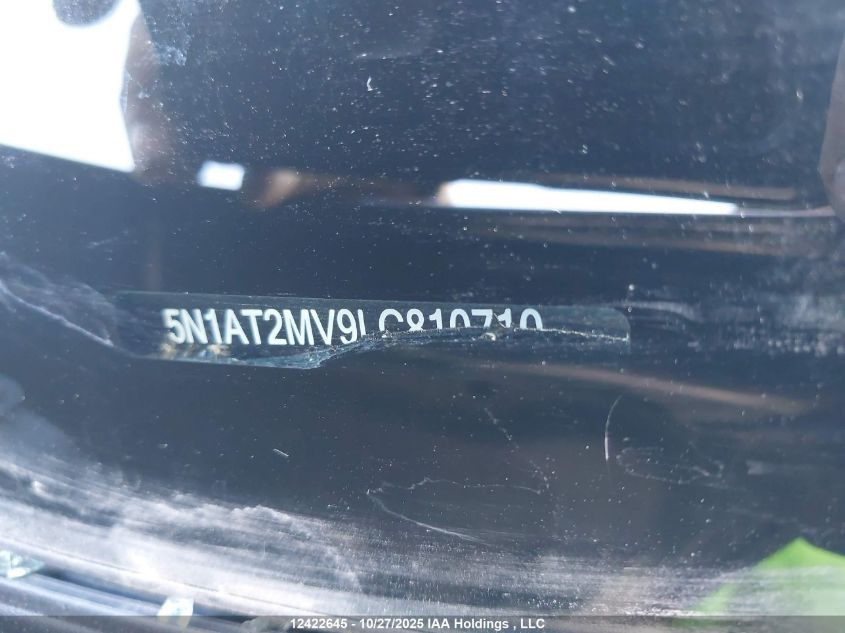 5N1AT2MV9LC810710
12422645 - 10/27/2025 IAA Holdings , LLC